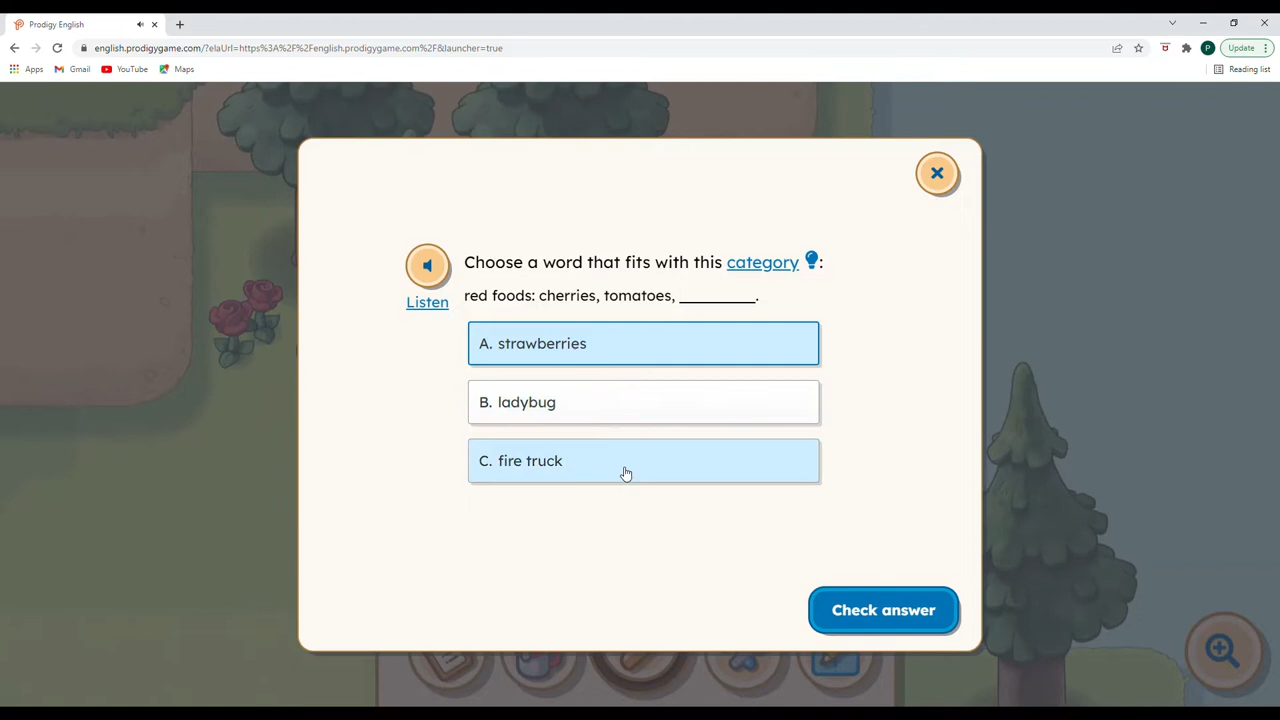 Prodigy English
english.prodigygame.com/?elaUrl=https%3A%2F%2Fenglish.prodigygame.com%2F&launcher=true
P
Update
Apps
Gmail
YouTube
Maps
Reading list
Choose a word that fits with this category :
Listen
red foods: cherries, tomatoes, _________.
A. strawberries
B. ladybug
C. fire truck
Check answer